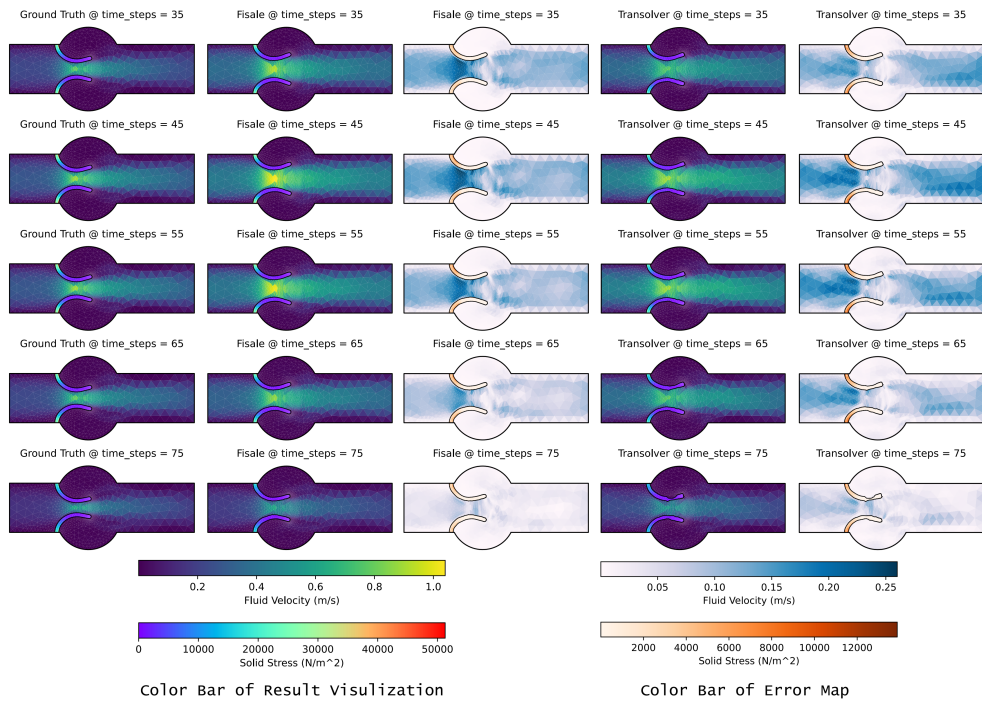 Ground Truth @ time_steps = 35
Fisale @ time_steps = 35
Fisale @ time_steps = 35
Transolver @ time_steps = 35
Transolver @ time_steps = 35
Ground Truth @ time_steps = 45
Fisale @ time_steps = 45
Fisale @ time_steps = 45
Transolver @ time_steps = 45
Transolver @ time_steps = 45
Ground Truth @ time_steps = 55
Fisale @ time_steps = 55
Fisale @ time_steps = 55
Transolver @ time_steps = 55
Transolver @ time_steps = 55
Ground Truth @ time_steps = 65
Fisale @ time_steps = 65
Fisale @ time_steps = 65
Transolver @ time_steps = 65
Transolver @ time_steps = 65
Ground Truth @ time_steps = 75
Fisale @ time_steps = 75
Fisale @ time_steps = 75
Transolver @ time_steps = 75
Transolver @ time_steps = 75
0.2 0.4 0.6 0.8 1.0
Fluid Velocity (m/s)
0 10000 20000 30000 40000 50000
Solid Stress (N/m^2)
Color Bar of Result Visulization
0.05 0.10 0.15 0.20 0.25
Fluid Velocity (m/s)
2000 4000 6000 8000 10000 12000
Solid Stress (N/m^2)
Color Bar of Error Map